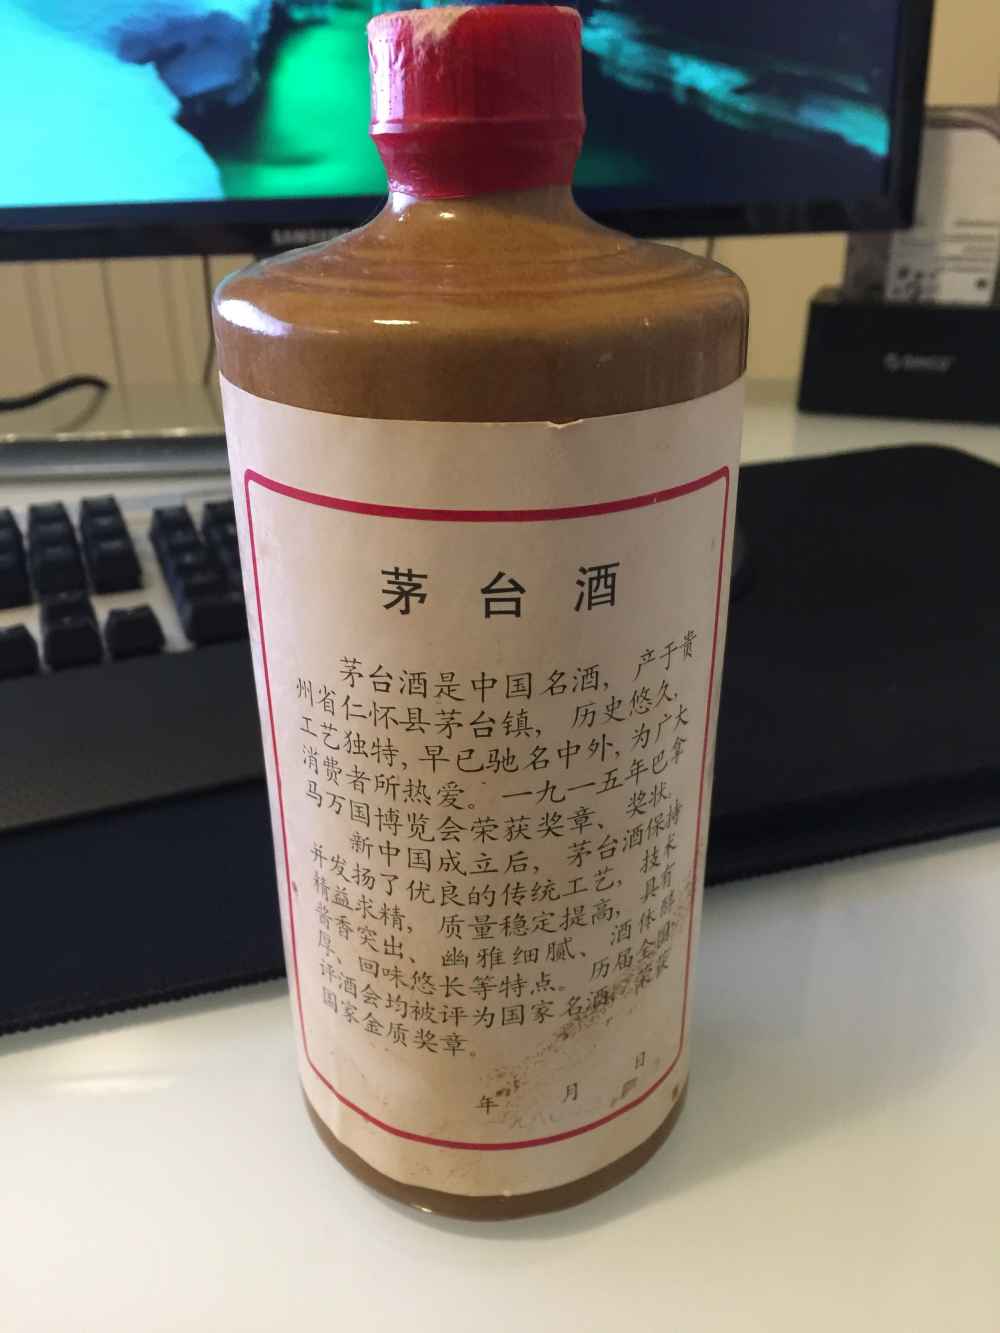 SAMSUNG
茅台酒
茅台酒是中国名酒，产于贵
州省仁怀县茅台镇，历史悠久，
工艺独特，早已驰名中外，为广大
消费者所热爱。一九一五年巴拿
马万国博览会荣获奖章、奖状。
新中国成立后，茅台酒保持
并发扬了优良的传统工艺，技术
精益求精，质量稳定提高，具有
酱香突出、幽雅细腻、酒体醇
厚、回味悠长等特点。历届全国
评酒会均被评为国家名酒，荣获
国家金质奖章。
年 月 日